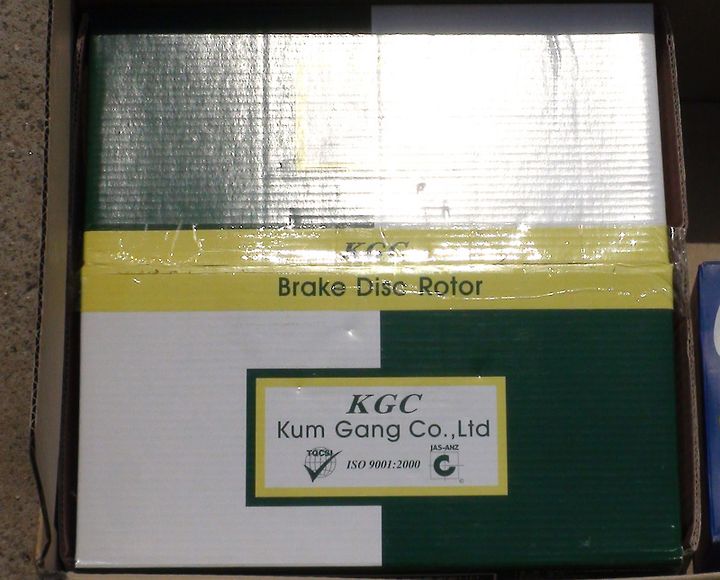 KGC
Brake Disc Rotor
KGC
Kum Gang Co.,Ltd
TQCSI
ISO 9001:2000
JAS-ANZ